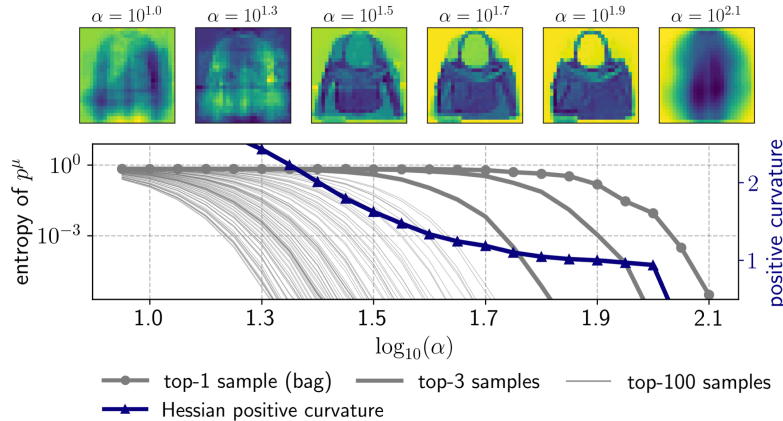 α = 10^1.0 α = 10^1.3 α = 10^1.5 α = 10^1.7 α = 10^1.9 α = 10^2.1
entropy of p^μ
10^0
10^−3
2
1
positive curvature
1.0 1.3 1.5 1.7 1.9 2.1
log₁₀(α)
top-1 sample (bag) top-3 samples top-100 samples
Hessian positive curvature